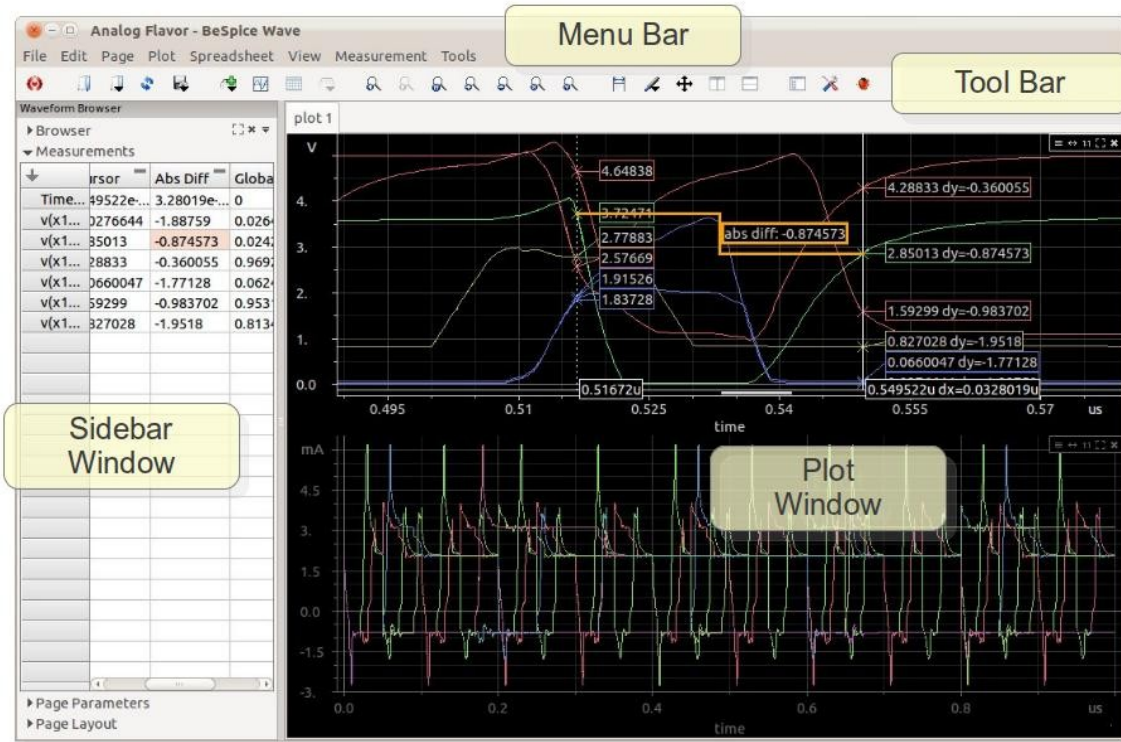 Analog Flavor - BeSpice Wave
Menu Bar
File Edit Page Plot Spreadsheet View Measurement Tools
Tool Bar
Waveform Browser
Browser
Measurements
plot 1
Abs Diff
Time... 49522e-... 3.28019e-... 0
v(x1... 0276644 -1.88759 0.0264
v(x1... 85013 -0.874573 0.0242
v(x1... 28833 -0.360055 0.9692
v(x1... 0660047 -1.77128 0.0624
v(x1... 59299 -0.983702 0.9531
v(x1... 827028 -1.9518 0.8134
Sidebar
Window
Page Parameters
Page Layout
V
4.
3.
2.
1.
0.0
4.64838
3.72471
2.77883
2.57669
1.91526
1.83728
abs diff: -0.874573
4.28833 dy=-0.360055
2.85013 dy=-0.874573
1.59299 dy=-0.983702
0.827028 dy=-1.9518
0.0660047 dy=-1.77128
0.51672u
0.549522u dx=0.0328019u
0.495 0.51 0.525 0.54 0.555 0.57 us
time
mA
4.5
3.
1.5
0.0
-1.5
-3.
Plot
Window
0.0 0.2 0.4 0.6 0.8 us
time